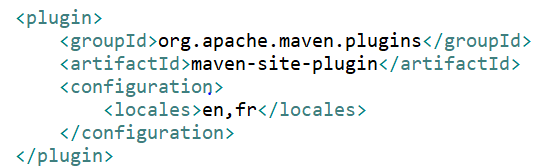 <plugin>
    <groupId>org.apache.maven.plugins</groupId>
    <artifactId>maven-site-plugin</artifactId>
    <configuration>
        <locales>en,fr</locales>
    </configuration>
</plugin>